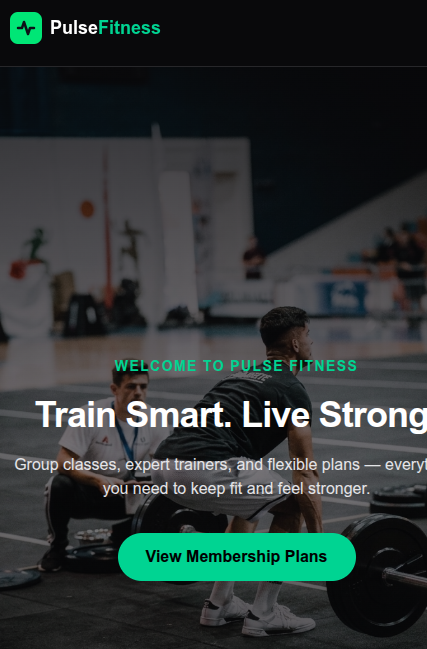 PulseFitness
WELCOME TO PULSE FITNESS
Train Smart. Live Strong
Group classes, expert trainers, and flexible plans — every
you need to keep fit and feel stronger.
View Membership Plans